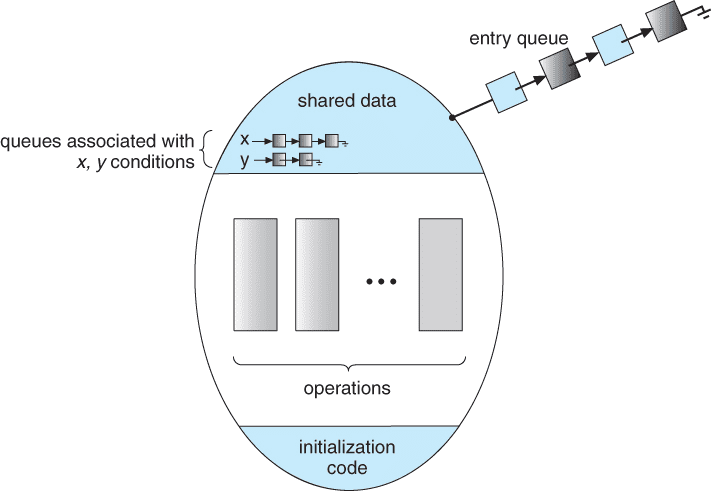 entry queue
shared data
queues associated with
x, y conditions
x
y
operations
initialization
code